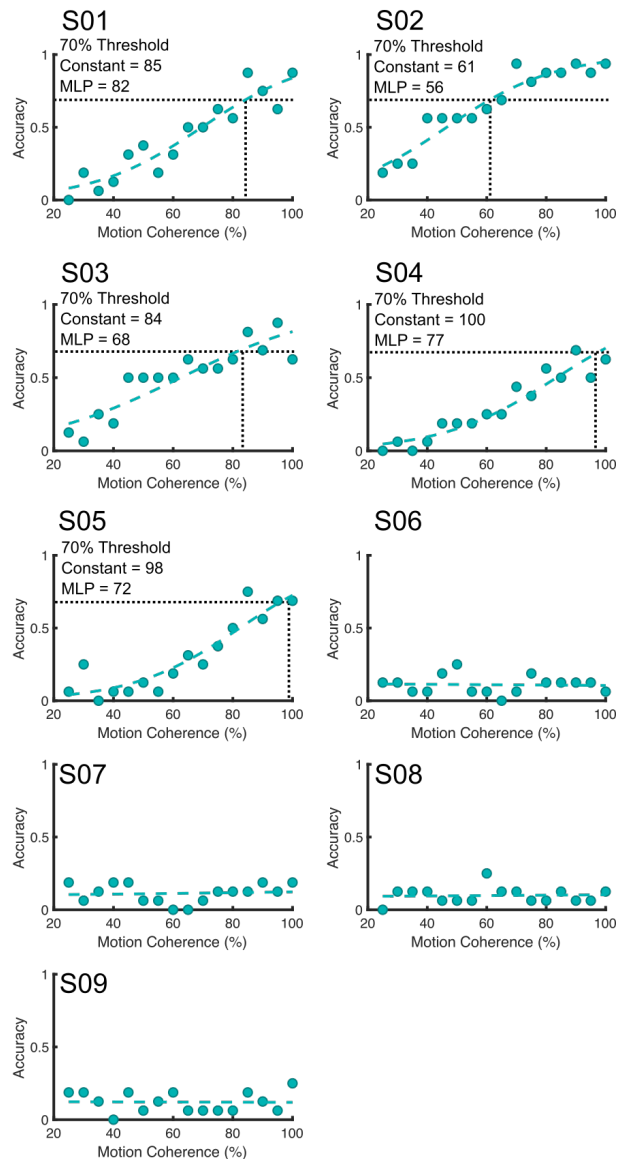 S01
70% Threshold
Constant = 85
MLP = 82
1
0.5
0
Accuracy
20 40 60 80 100
Motion Coherence (%)
S02
70% Threshold
Constant = 61
MLP = 56
1
0.5
0
Accuracy
20 40 60 80 100
Motion Coherence (%)
S03
70% Threshold
Constant = 84
MLP = 68
1
0.5
0
Accuracy
20 40 60 80 100
Motion Coherence (%)
S04
70% Threshold
Constant = 100
MLP = 77
1
0.5
0
Accuracy
20 40 60 80 100
Motion Coherence (%)
S05
70% Threshold
Constant = 98
MLP = 72
1
0.5
0
Accuracy
20 40 60 80 100
Motion Coherence (%)
S06
1
0.5
0
Accuracy
20 40 60 80 100
Motion Coherence (%)
S07
1
0.5
0
Accuracy
20 40 60 80 100
Motion Coherence (%)
S08
1
0.5
0
Accuracy
20 40 60 80 100
Motion Coherence (%)
S09
1
0.5
0
Accuracy
20 40 60 80 100
Motion Coherence (%)